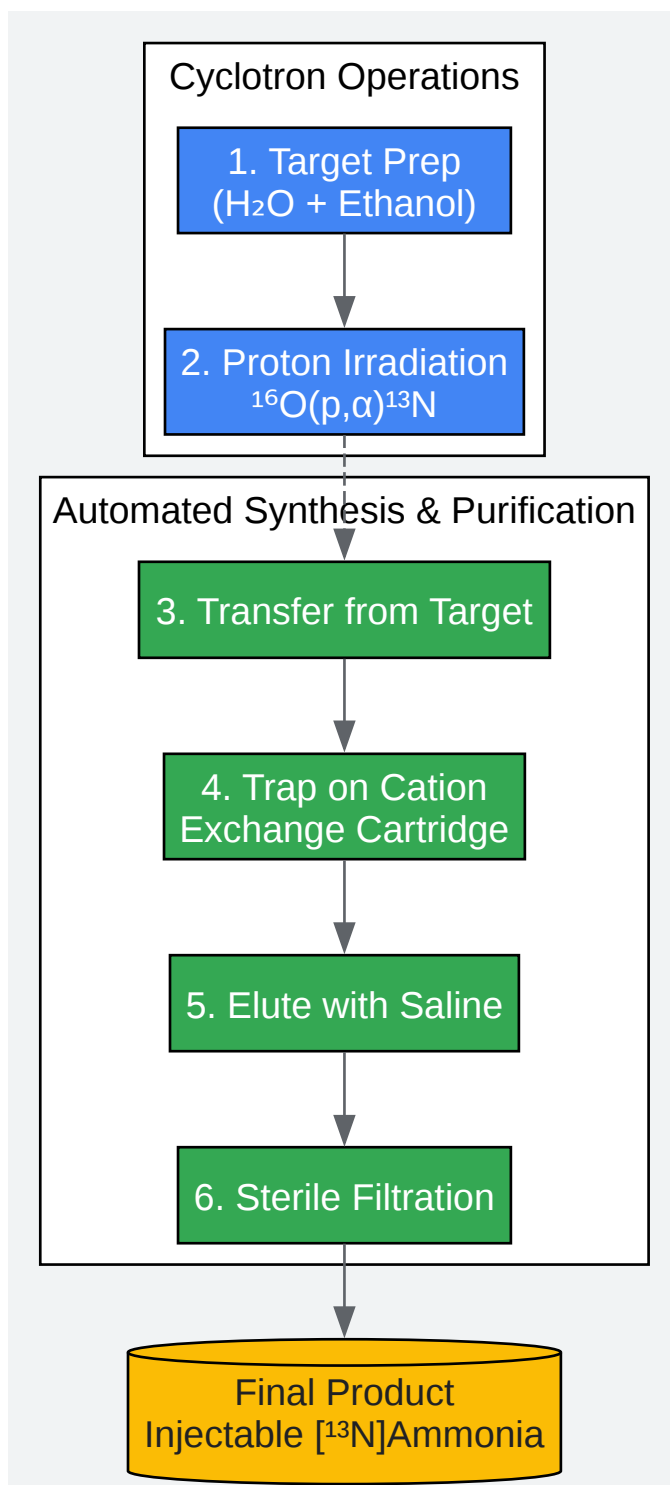 Cyclotron Operations
1. Target Prep
(H₂O + Ethanol)
2. Proton Irradiation
¹⁶O(p,α)¹³N
Automated Synthesis & Purification
3. Transfer from Target
4. Trap on Cation
Exchange Cartridge
5. Elute with Saline
6. Sterile Filtration
Final Product
Injectable [¹³N]Ammonia